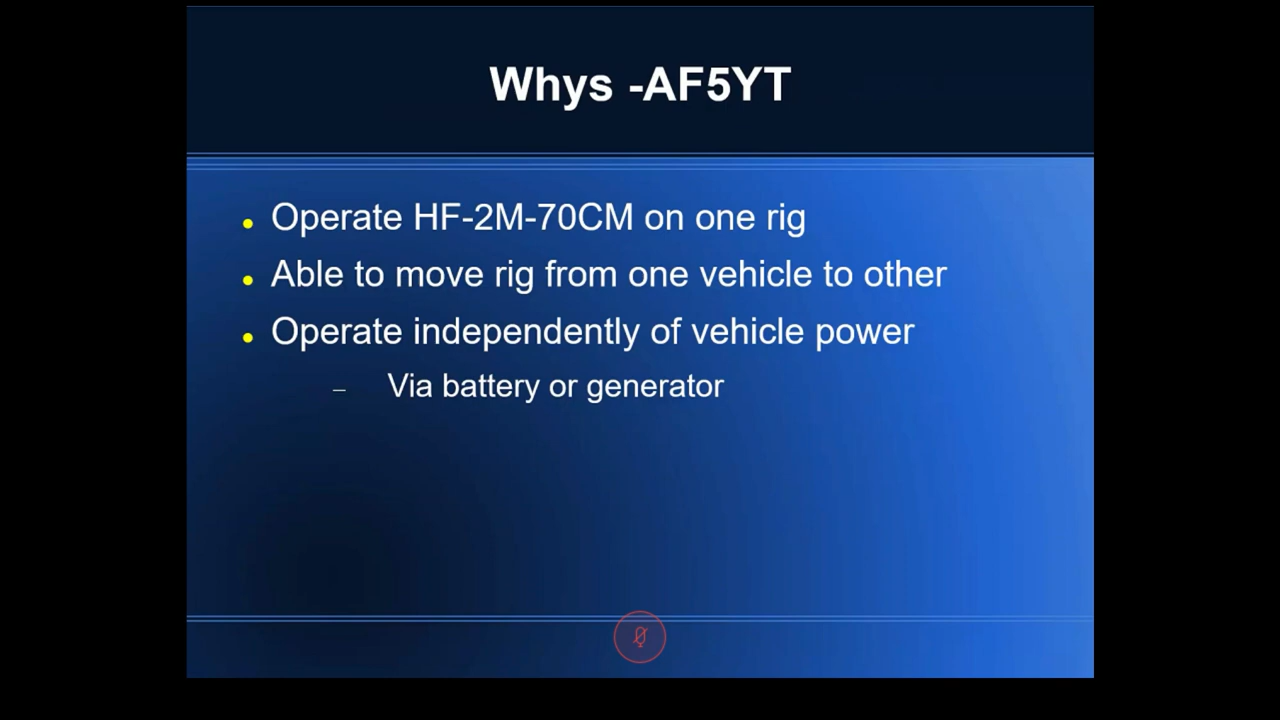 Whys -AF5YT
• Operate HF-2M-70CM on one rig
• Able to move rig from one vehicle to other
• Operate independently of vehicle power
– Via battery or generator